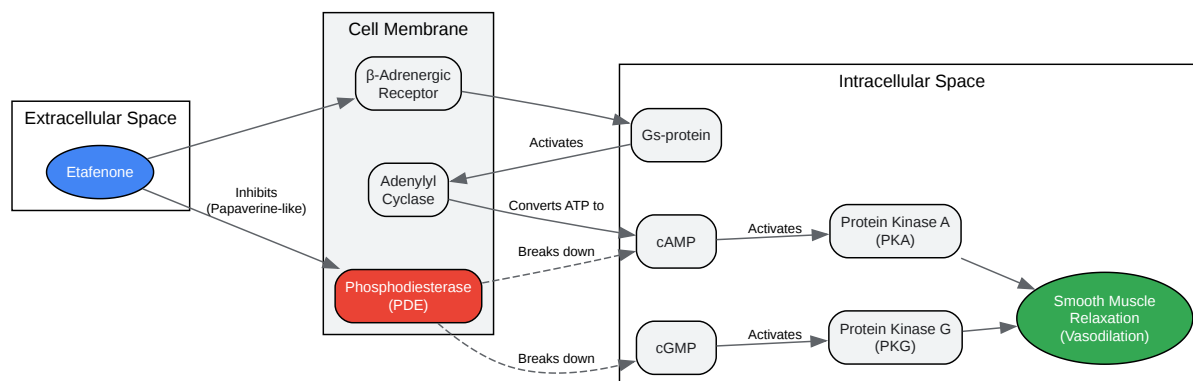 Cell Membrane
β-Adrenergic
Receptor
Intracellular Space
Extracellular Space
Etafenone
Gs-protein
Activates
Inhibits
(Papaverine-like)
Adenylyl
Cyclase
Converts ATP to
cAMP
Activates
Protein Kinase A
(PKA)
Breaks down
Phosphodiesterase
(PDE)
Smooth Muscle
Relaxation
(Vasodilation)
Breaks down
cGMP
Activates
Protein Kinase G
(PKG)